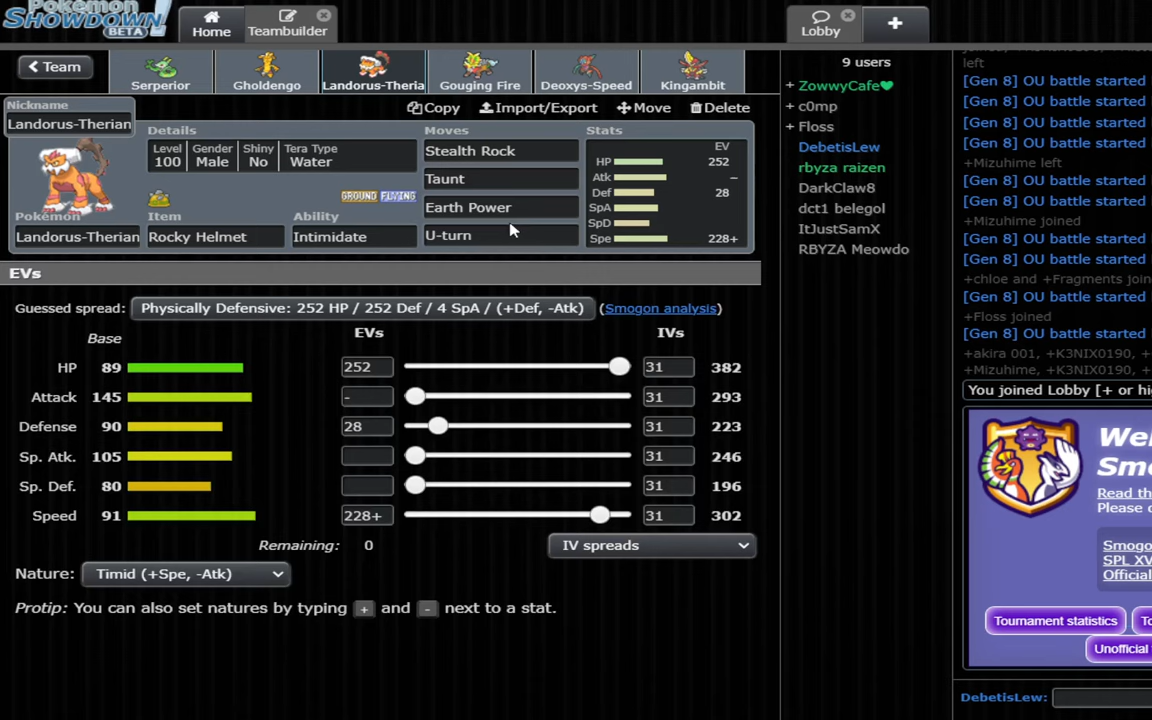 Pokémon
SHOWDOWN!
BETA
Home
Teambuilder
Lobby
+
< Team
Serperior
Gholdengo
Landorus-Theria
Gouging Fire
Deoxys-Speed
Kingambit
Nickname
Landorus-Therian
Copy
Import/Export
Move
Delete
Details
Level
100
Gender
Male
Shiny
No
Tera Type
Water
Moves
Stealth Rock
Taunt
Earth Power
U-turn
Stats
EV
HP 252
Atk –
Def 28
SpA
SpD
Spe 228+
GROUND FLYING
Pokémon
Landorus-Therian
Item
Rocky Helmet
Ability
Intimidate
EVs
Guessed spread: Physically Defensive: 252 HP / 252 Def / 4 SpA / (+Def, -Atk) (Smogon analysis)
Base EVs IVs
HP 89 252 31 382
Attack 145 - 31 293
Defense 90 28 31 223
Sp. Atk. 105 31 246
Sp. Def. 80 31 196
Speed 91 228+ 31 302
Remaining: 0
IV spreads
Nature: Timid (+Spe, -Atk)
Protip: You can also set natures by typing + and - next to a stat.
9 users
+ ZowwyCafe♥
+ c0mp
+ Floss
DebetisLew
rbyza raizen
DarkClaw8
dct1 belegol
ItJustSamX
RBYZA Meowdo
left
[Gen 8] OU battle started
[Gen 8] OU battle started
[Gen 8] OU battle started
[Gen 8] OU battle started
+Mizuhime left
[Gen 8] OU battle started
[Gen 8] OU battle started
+Mizuhime joined
[Gen 8] OU battle started
[Gen 8] OU battle started
+chloe and +Fragments join
[Gen 8] OU battle started
+Floss joined
[Gen 8] OU battle started
+akira 001, +K3NIX0190, +
+Mizuhime, +K3NIX0190, +
You joined Lobby [+ or hi
Wel
Smo
Read th
Please c
Smogo
SPL XV
Official
Tournament statistics
To
Unofficial
DebetisLew: